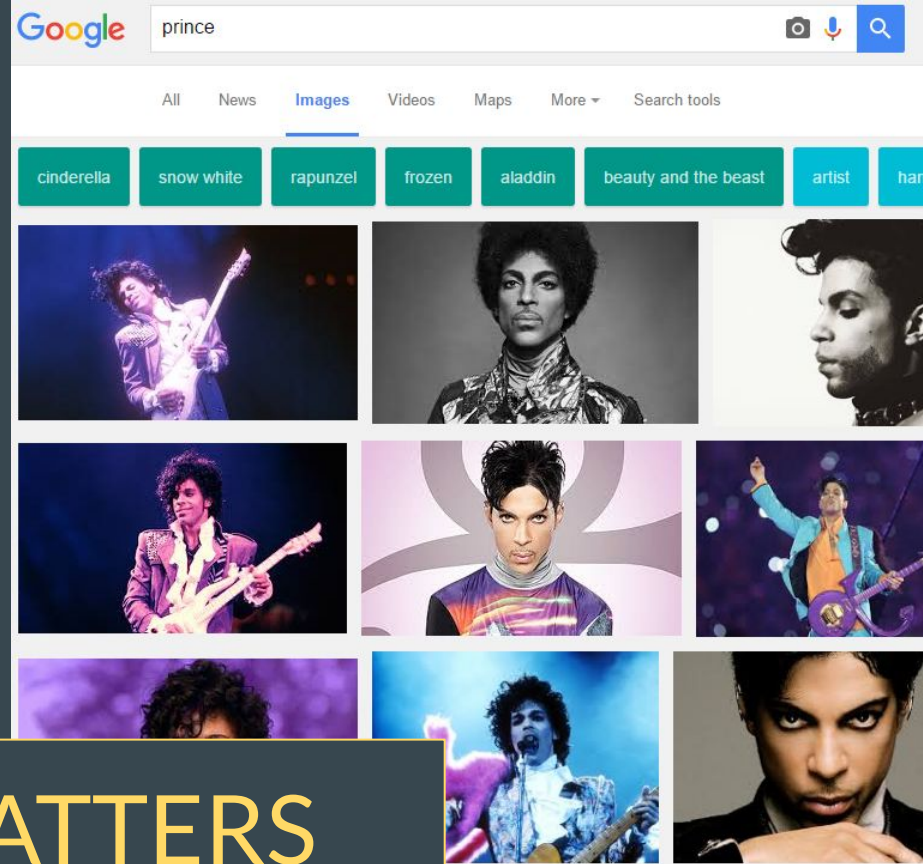 Google prince
All News Images Videos Maps More Search tools
cinderella snow white rapunzel frozen aladdin beauty and the beast artist
ATTERS